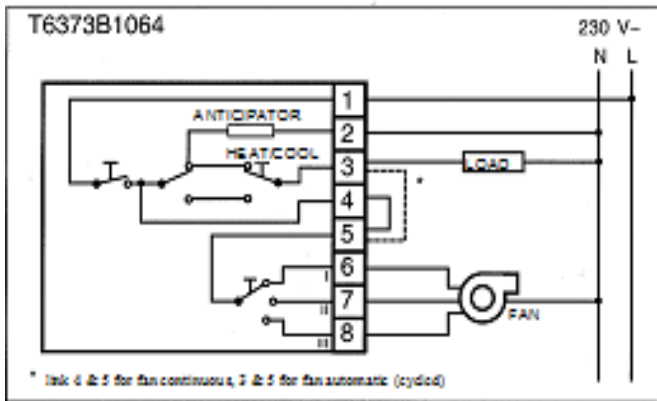 T6373B1064
230 V~
N L
1
ANTICIPATOR
2
HEAT/COOL
3
LOAD
*
4
5
6
I
7
II
FAN
8
III
* link 4 & 5 for fan continuous, 3 & 5 for fan automatic (cycled)